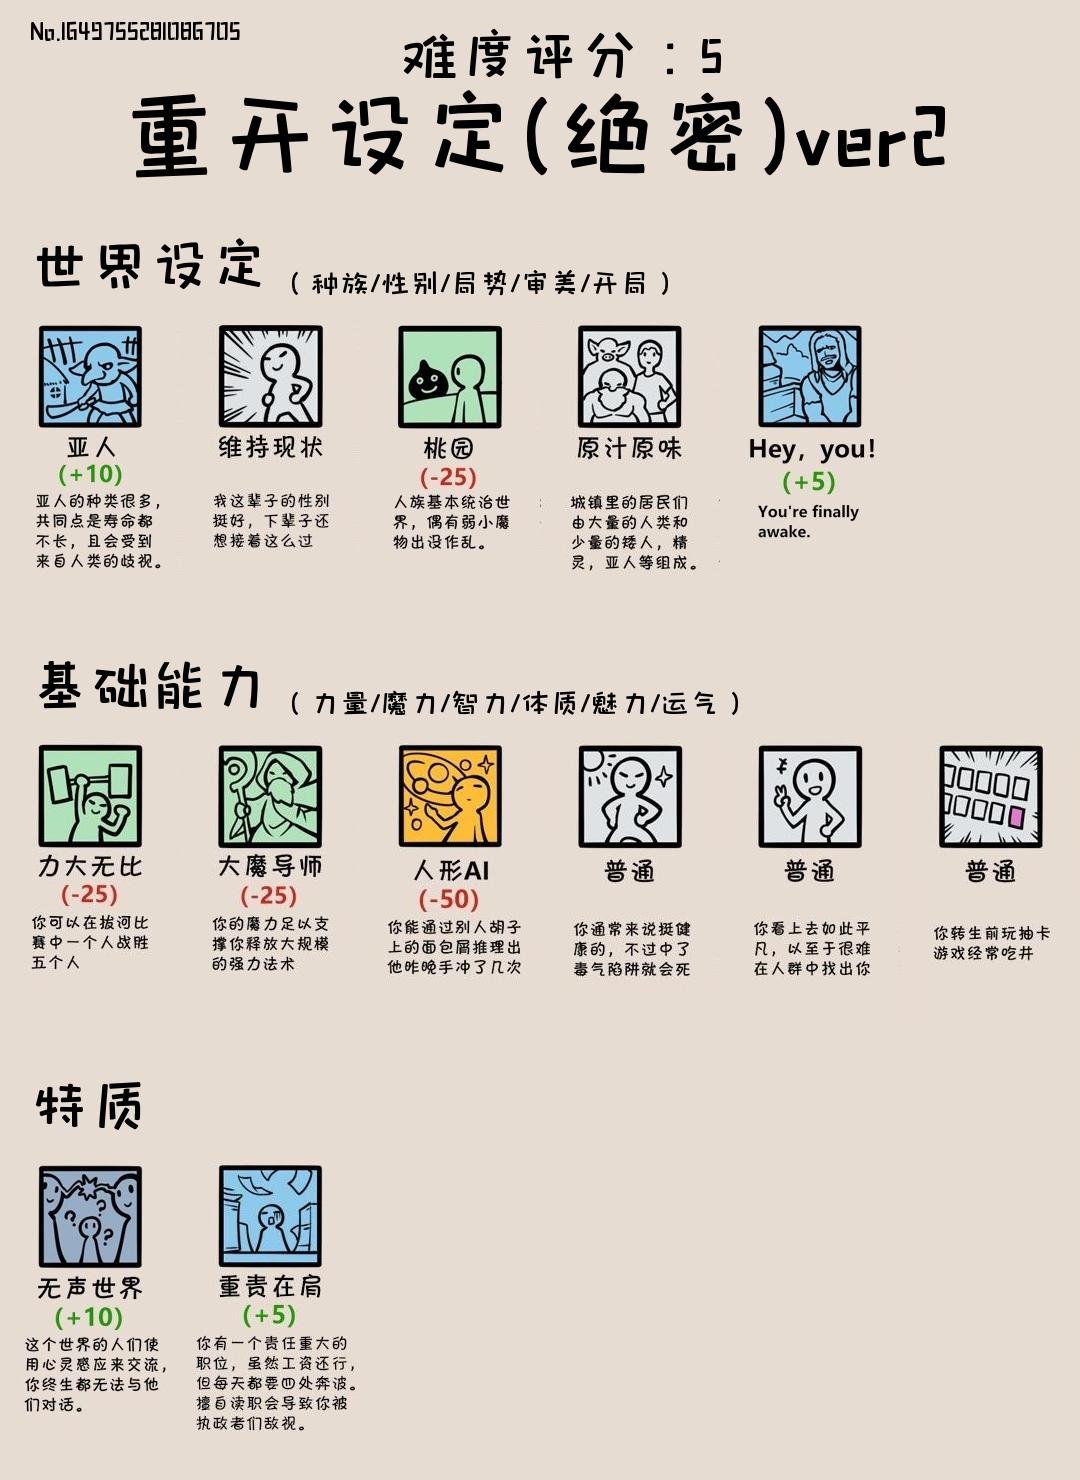 No.1649755281086705
难度评分：5
重开设定(绝密)ver2
世界设定
（种族/性别/局势/审美/开局）
亚人
(+10)
亚人的种类很多，
共同点是寿命都
不长，且会受到
来自人类的歧视。
维持现状
我这辈子的性别
挺好，下辈子还
想接着这么过
桃园
(-25)
人族基本统治世
界，偶有弱小魔
物出没作乱。
原汁原味
城镇里的居民们
由大量的人类和
少量的矮人，精
灵，亚人等组成。
Hey, you!
(+5)
You're finally
awake.
基础能力
（力量/魔力/智力/体质/魅力/运气）
力大无比
(-25)
你可以在拔河比
赛中一个人战胜
五个人
大魔导师
(-25)
你的魔力足以支
撑你释放大规模
的强力法术
人形AI
(-50)
你能通过别人胡子
上的面包屑推理出
他昨晚手冲了几次
普通
你通常来说挺健
康的，不过中了
毒气陷阱就会死
普通
你看上去如此平
凡，以至于很难
在人群中找出你
普通
你转生前玩抽卡
游戏经常吃井
特质
无声世界
(+10)
这个世界的人们使
用心灵感应来交流，
你终生都无法与他
们对话。
重责在肩
(+5)
你有一个责任重大的
职位，虽然工资还行，
但每天都要四处奔波。
擅自渎职会导致你被
执政者们敌视。